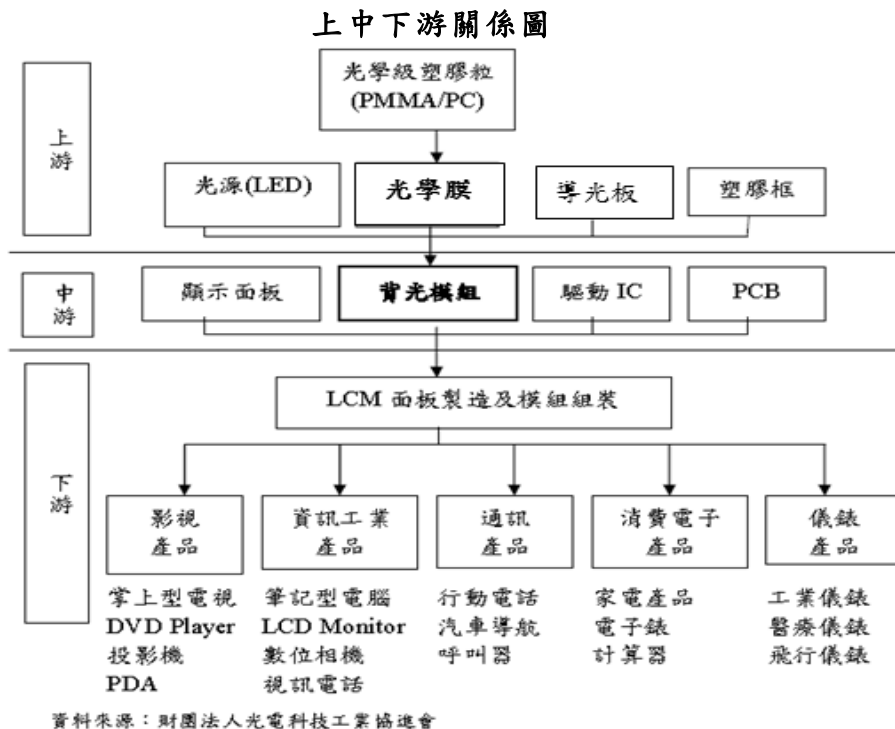 上中下游關係圖
上
游
光學級塑膠粒
(PMMA/PC)
光源(LED)
光學膜
導光板
塑膠框
中
游
顯示面板
背光模組
驅動 IC
PCB
下
游
LCM 面板製造及模組組裝
影視
產品
資訊工業
產品
通訊
產品
消費電子
產品
儀錶
產品
掌上型電視
DVD Player
投影機
PDA
筆記型電腦
LCD Monitor
數位相機
視訊電話
行動電話
汽車導航
呼叫器
家電產品
電子錶
計算器
工業儀錶
醫療儀錶
飛行儀錶
資料來源：財團法人光電科技工業協進會